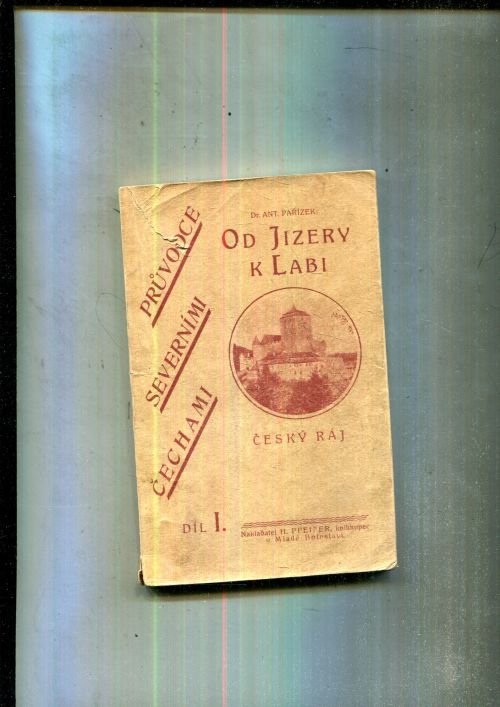 Dr. ANT. PAŘÍZEK:
OD JIZERY
K LABI
PRŮVODCE
SEVERNÍMI
ČECHAMI
ČESKÝ RÁJ
DÍL I.
Nakladatel H. PFEIFER, knihkupec
v Mladé Boleslavi.